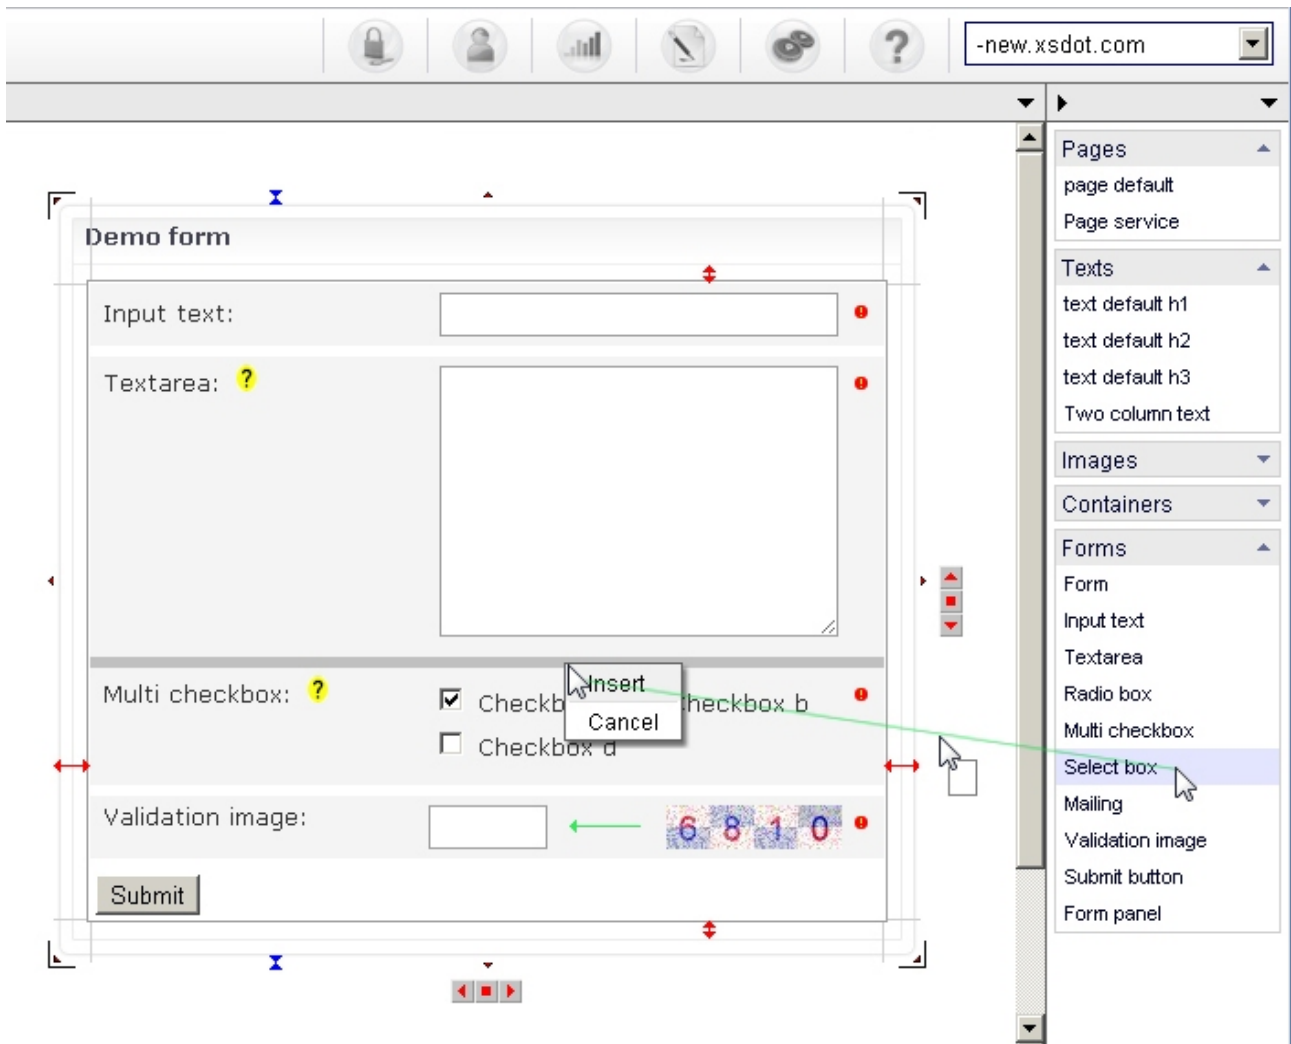 -new.xsdot.com
Pages
page default
Page service
Texts
text default h1
text default h2
text default h3
Two column text
Images
Containers
Forms
Form
Input text
Textarea
Radio box
Multi checkbox
Select box
Mailing
Validation image
Submit button
Form panel
Demo form
Input text:
Textarea: ?
Multi checkbox: ?
Checkb
heckbox b
Checkbox d
Insert
Cancel
Validation image:
6 8 1 0
Submit